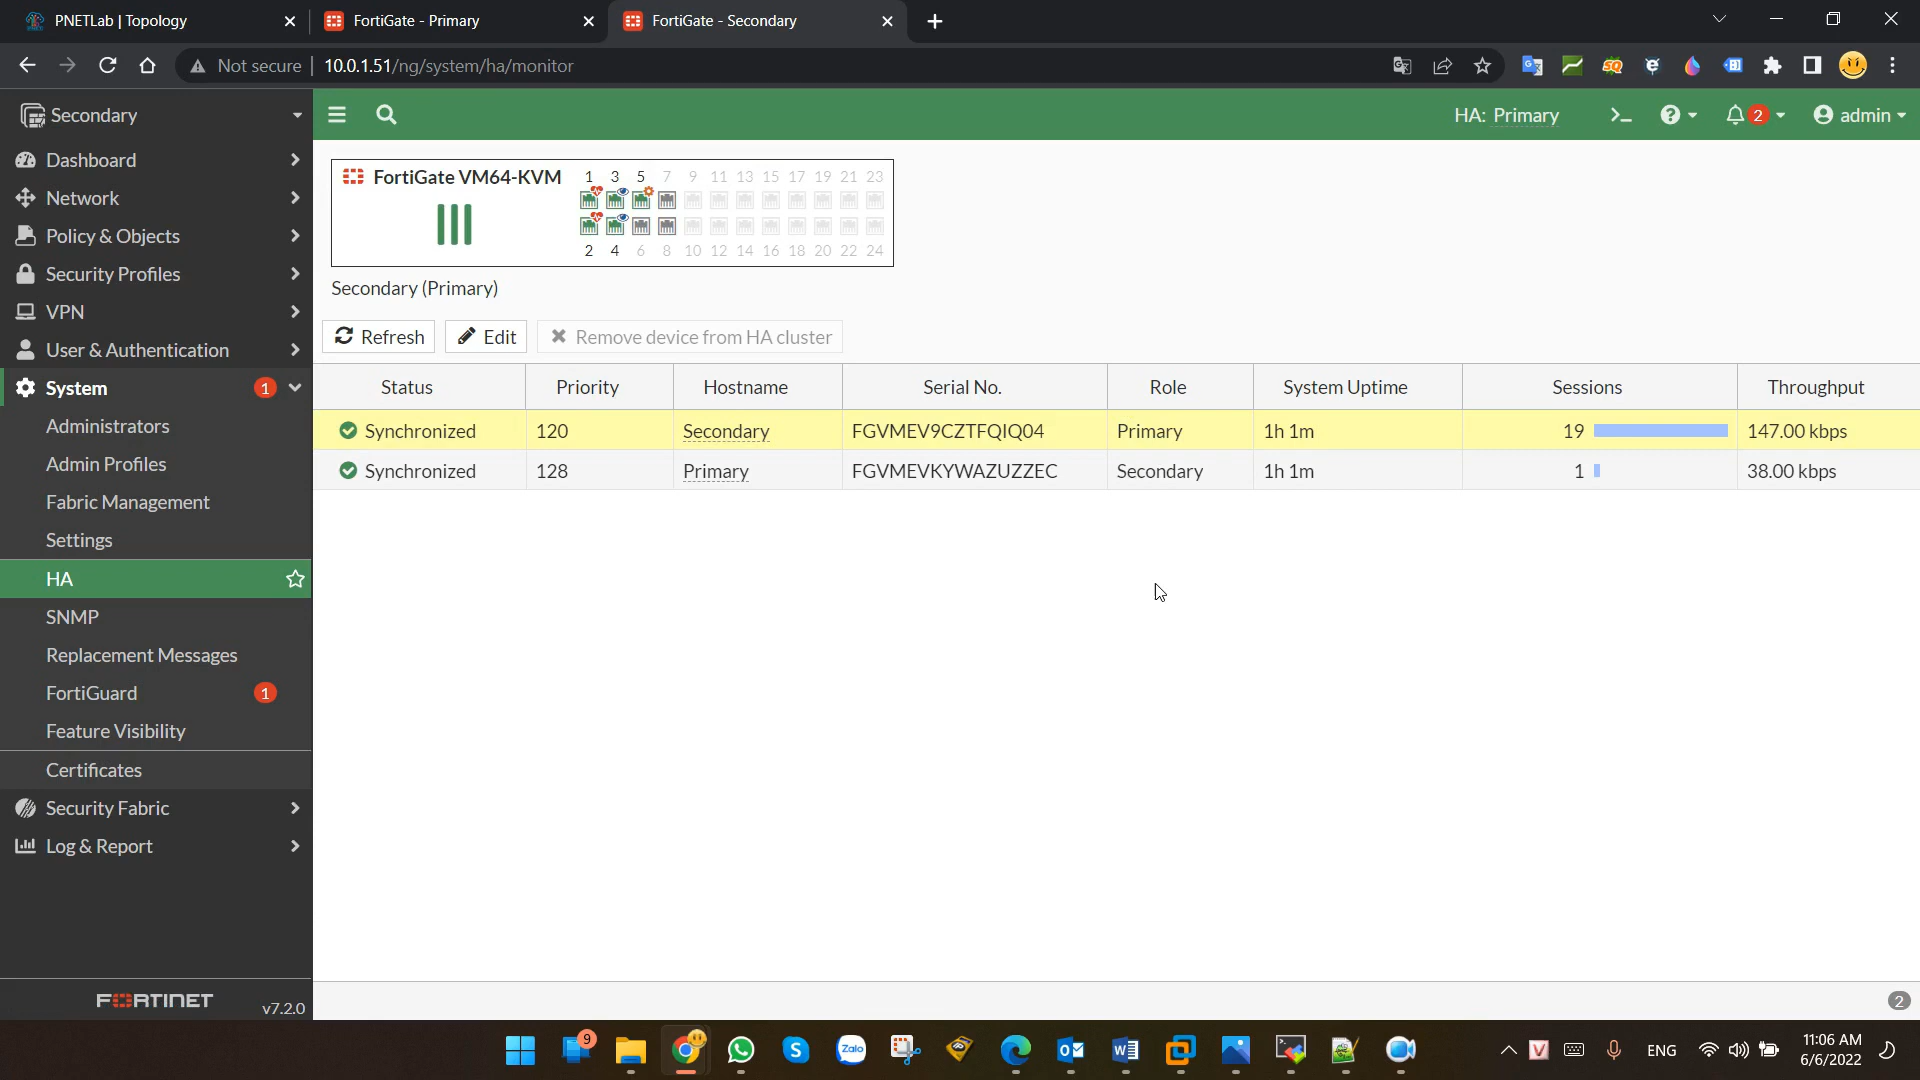 PNETLab | Topology
FortiGate - Primary
FortiGate - Secondary
Not secure
10.0.1.51/ng/system/ha/monitor
Secondary
HA: Primary
2
admin
Dashboard
Network
Policy & Objects
Security Profiles
VPN
User & Authentication
System
1
Administrators
Admin Profiles
Fabric Management
Settings
HA
SNMP
Replacement Messages
FortiGuard
1
Feature Visibility
Certificates
Security Fabric
Log & Report
FORTINET
v7.2.0
FortiGate VM64-KVM
1 3 5 7 9 11 13 15 17 19 21 23
2 4 6 8 10 12 14 16 18 20 22 24
Secondary (Primary)
Refresh
Edit
Remove device from HA cluster
Status Priority Hostname Serial No. Role System Uptime Sessions Throughput
Synchronized 120 Secondary FGVMEV9CZTFQIQ04 Primary 1h 1m 19 147.00 kbps
Synchronized 128 Primary FGVMEVKYWAZUZZEC Secondary 1h 1m 1 38.00 kbps
2
9
Zalo
V
ENG
11:06 AM
6/6/2022